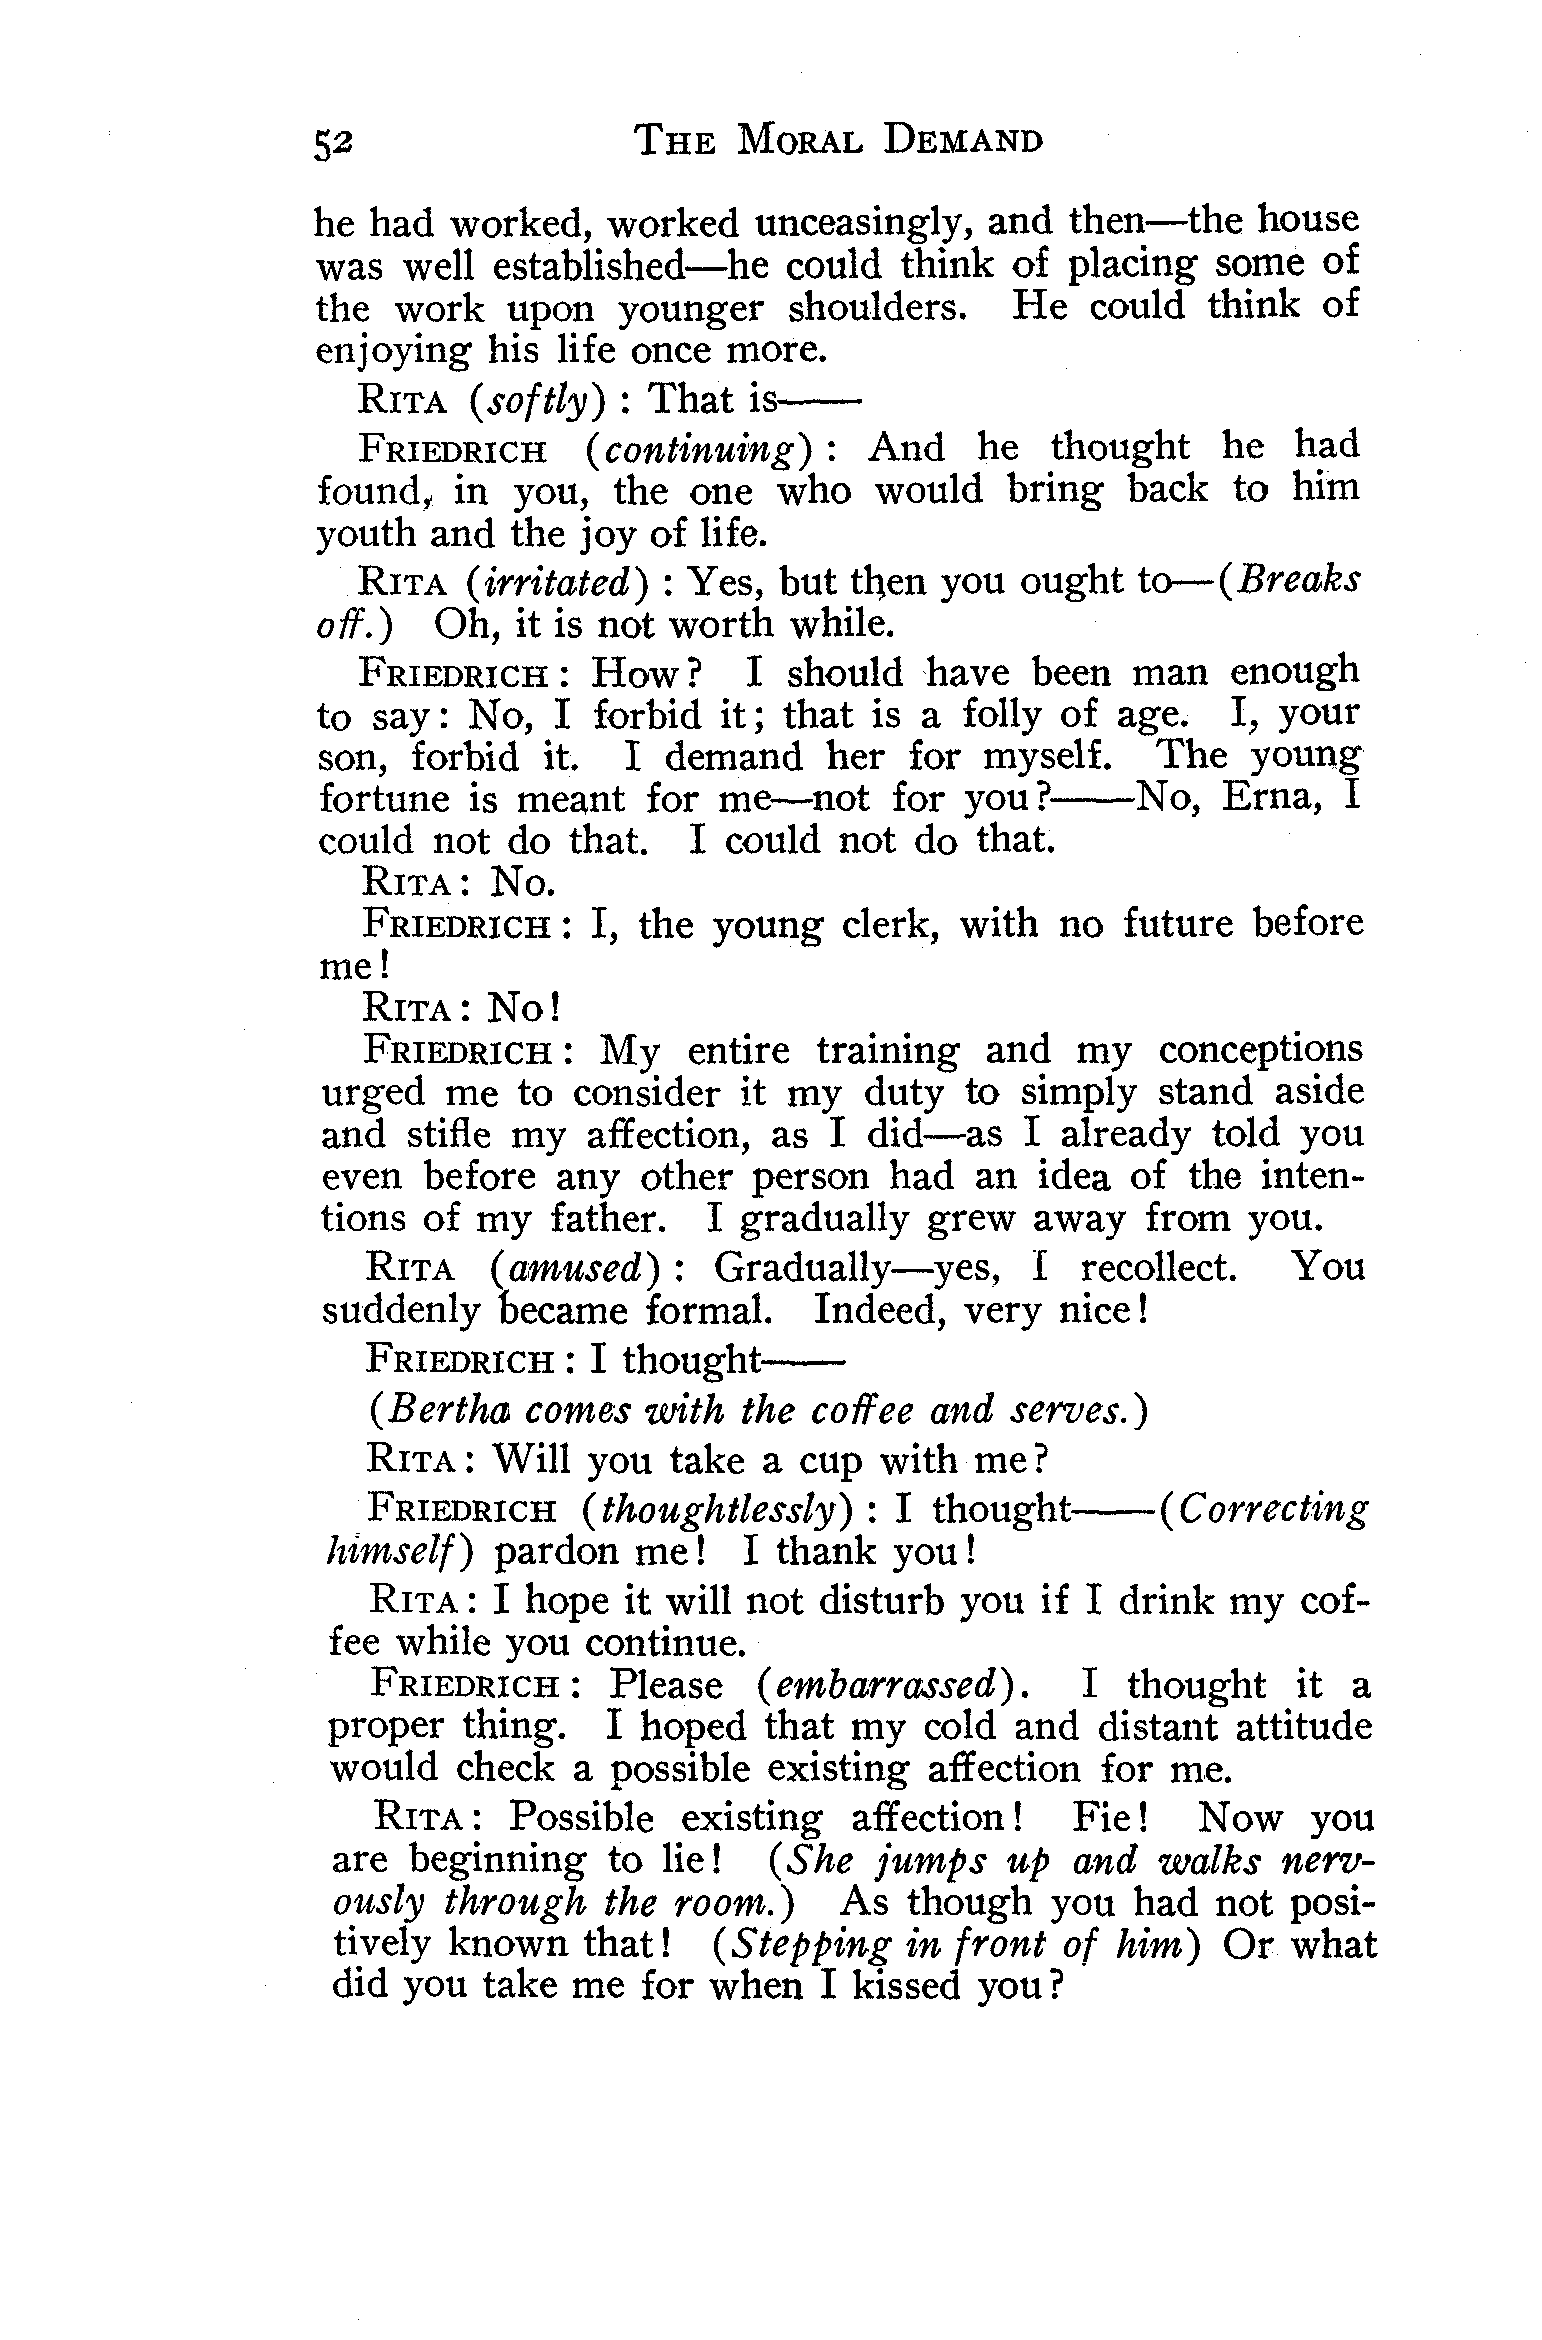 52 THE MORAL DEMAND
he had worked, worked unceasingly, and then—the house
was well established—he could think of placing some of
the work upon younger shoulders. He could think of
enjoying his life once more.
RITA (softly): That is——
FRIEDRICH (continuing): And he thought he had
found, in you, the one who would bring back to him
youth and the joy of life.
RITA (irritated): Yes, but then you ought to—(Breaks
off.) Oh, it is not worth while.
FRIEDRICH: How? I should have been man enough
to say: No, I forbid it; that is a folly of age. I, your
son, forbid it. I demand her for myself. The young
fortune is meant for me—not for you?——No, Erna, I
could not do that. I could not do that.
RITA: No.
FRIEDRICH: I, the young clerk, with no future before
me!
RITA: No!
FRIEDRICH: My entire training and my conceptions
urged me to consider it my duty to simply stand aside
and stifle my affection, as I did—as I already told you
even before any other person had an idea of the inten-
tions of my father. I gradually grew away from you.
RITA (amused): Gradually—yes, I recollect. You
suddenly became formal. Indeed, very nice!
FRIEDRICH: I thought——
(Bertha comes with the coffee and serves.)
RITA: Will you take a cup with me?
FRIEDRICH (thoughtlessly): I thought——(Correcting
himself) pardon me! I thank you!
RITA: I hope it will not disturb you if I drink my cof-
fee while you continue.
FRIEDRICH: Please (embarrassed). I thought it a
proper thing. I hoped that my cold and distant attitude
would check a possible existing affection for me.
RITA: Possible existing affection! Fie! Now you
are beginning to lie! (She jumps up and walks nerv-
ously through the room.) As though you had not posi-
tively known that! (Stepping in front of him) Or what
did you take me for when I kissed you?